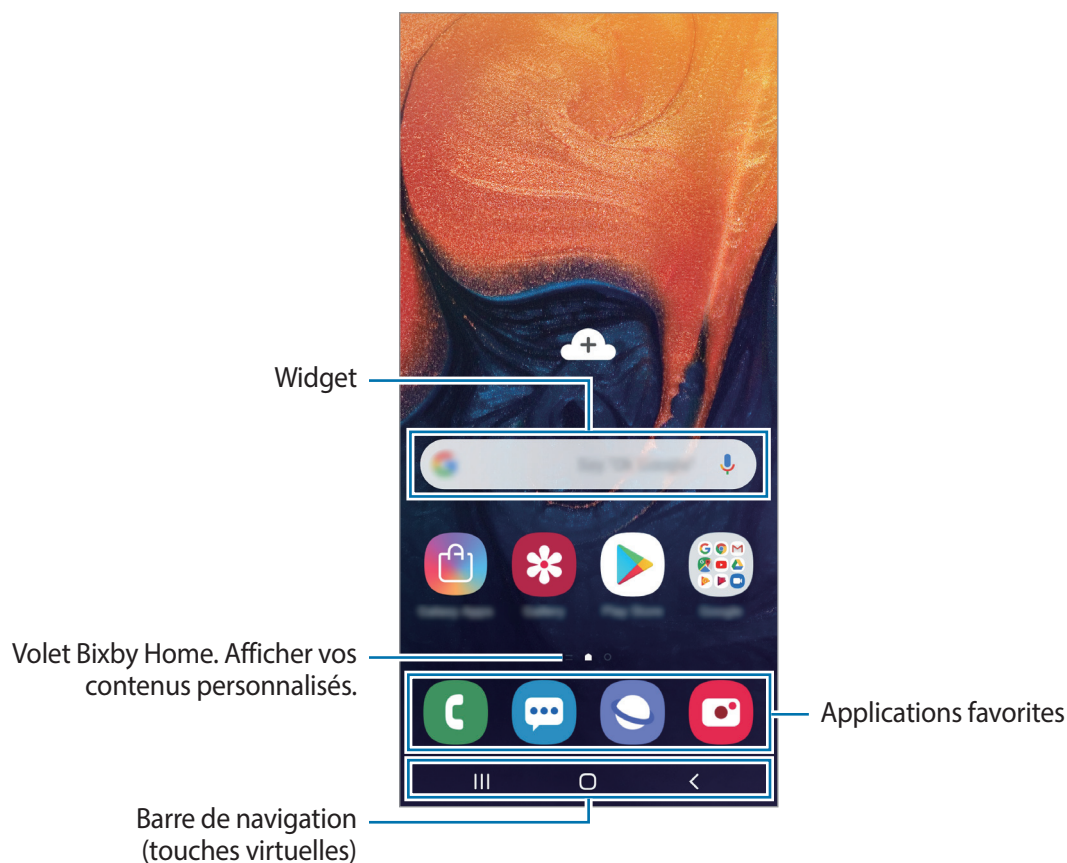 Widget
Volet Bixby Home. Afficher vos
contenus personnalisés.
Applications favorites
Barre de navigation
(touches virtuelles)